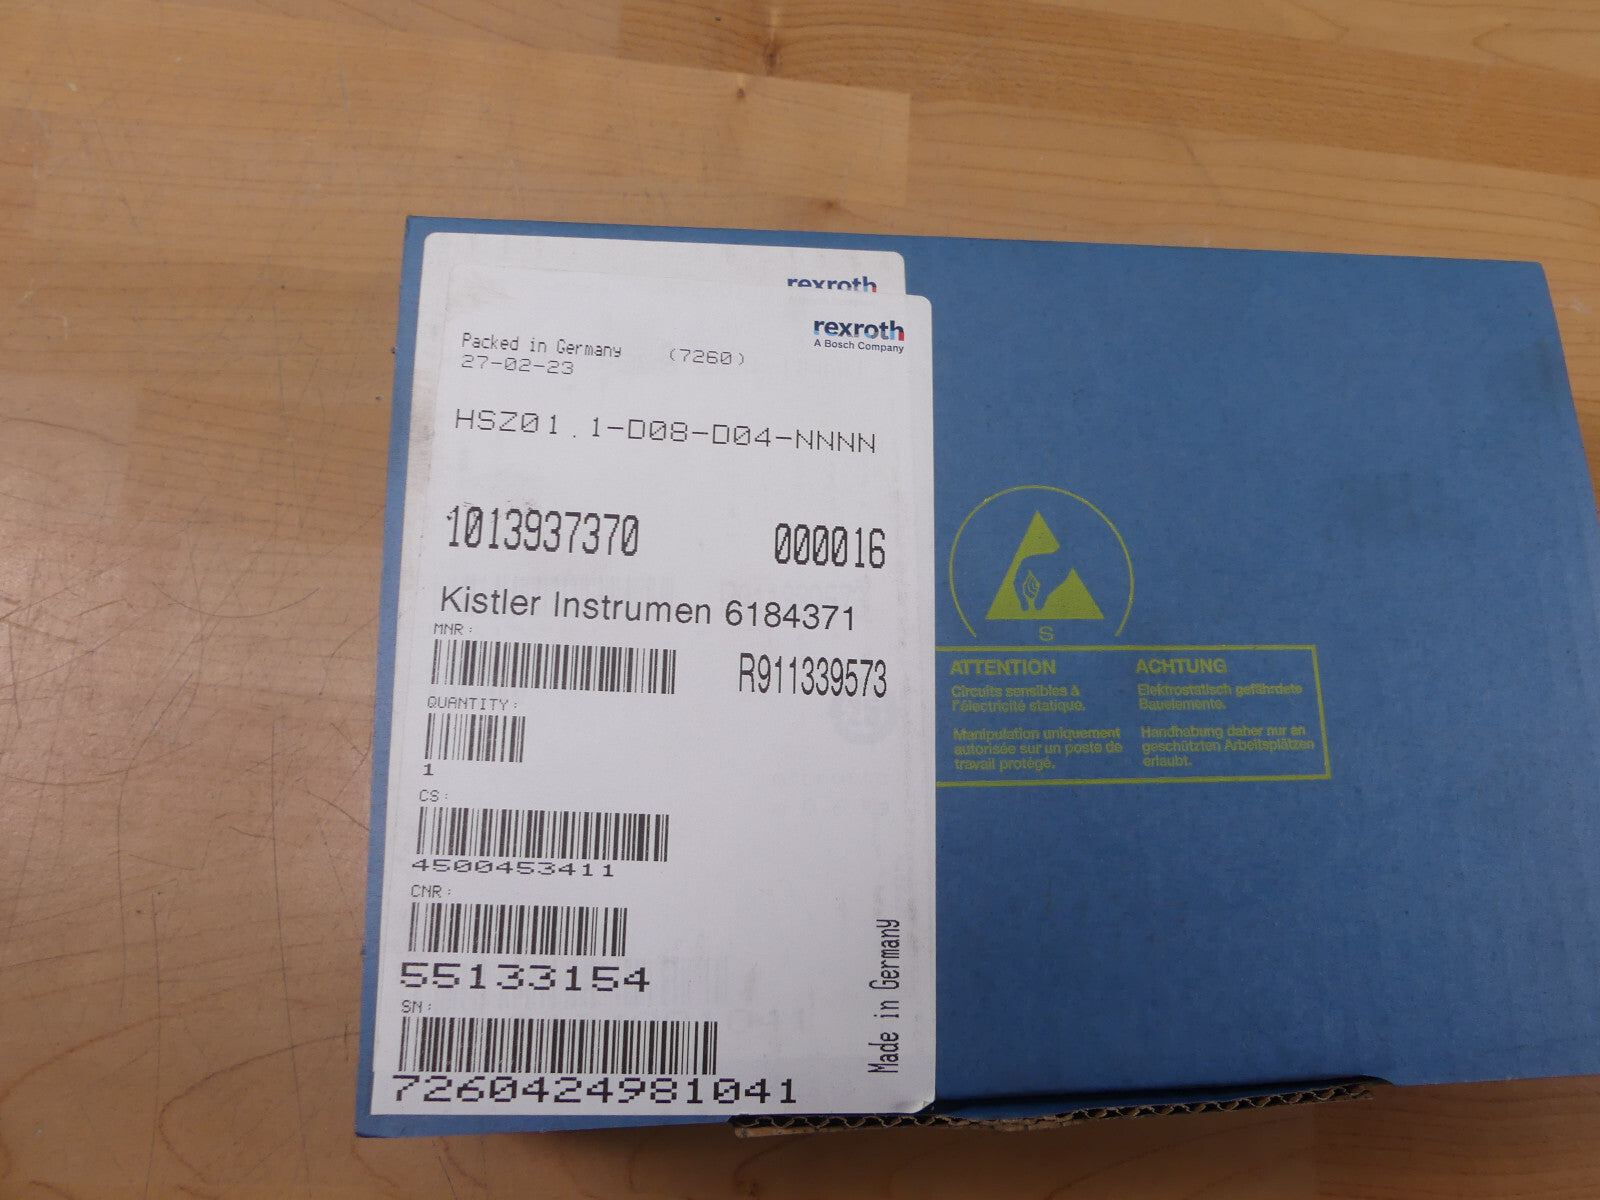 rexroth
rexroth
A Bosch Company
Packed in Germany (7260)
27-02-23
HSZ01.1-D08-D04-NNNN
1013937370 000016
Kistler Instrumen 6184371
MNR:
R911339573
QUANTITY:
1
CS:
4500453411
CNR:
55133154
SN:
7260424981041
Made in Germany
S
ATTENTION
Circuits sensibles à
l'électricité statique.
Manipulation uniquement
autorisée sur un poste de
travail protégé.
ACHTUNG
Elektrostatisch gefährdete
Bauelemente.
Handhabung daher nur an
geschützten Arbeitsplätzen
erlaubt.